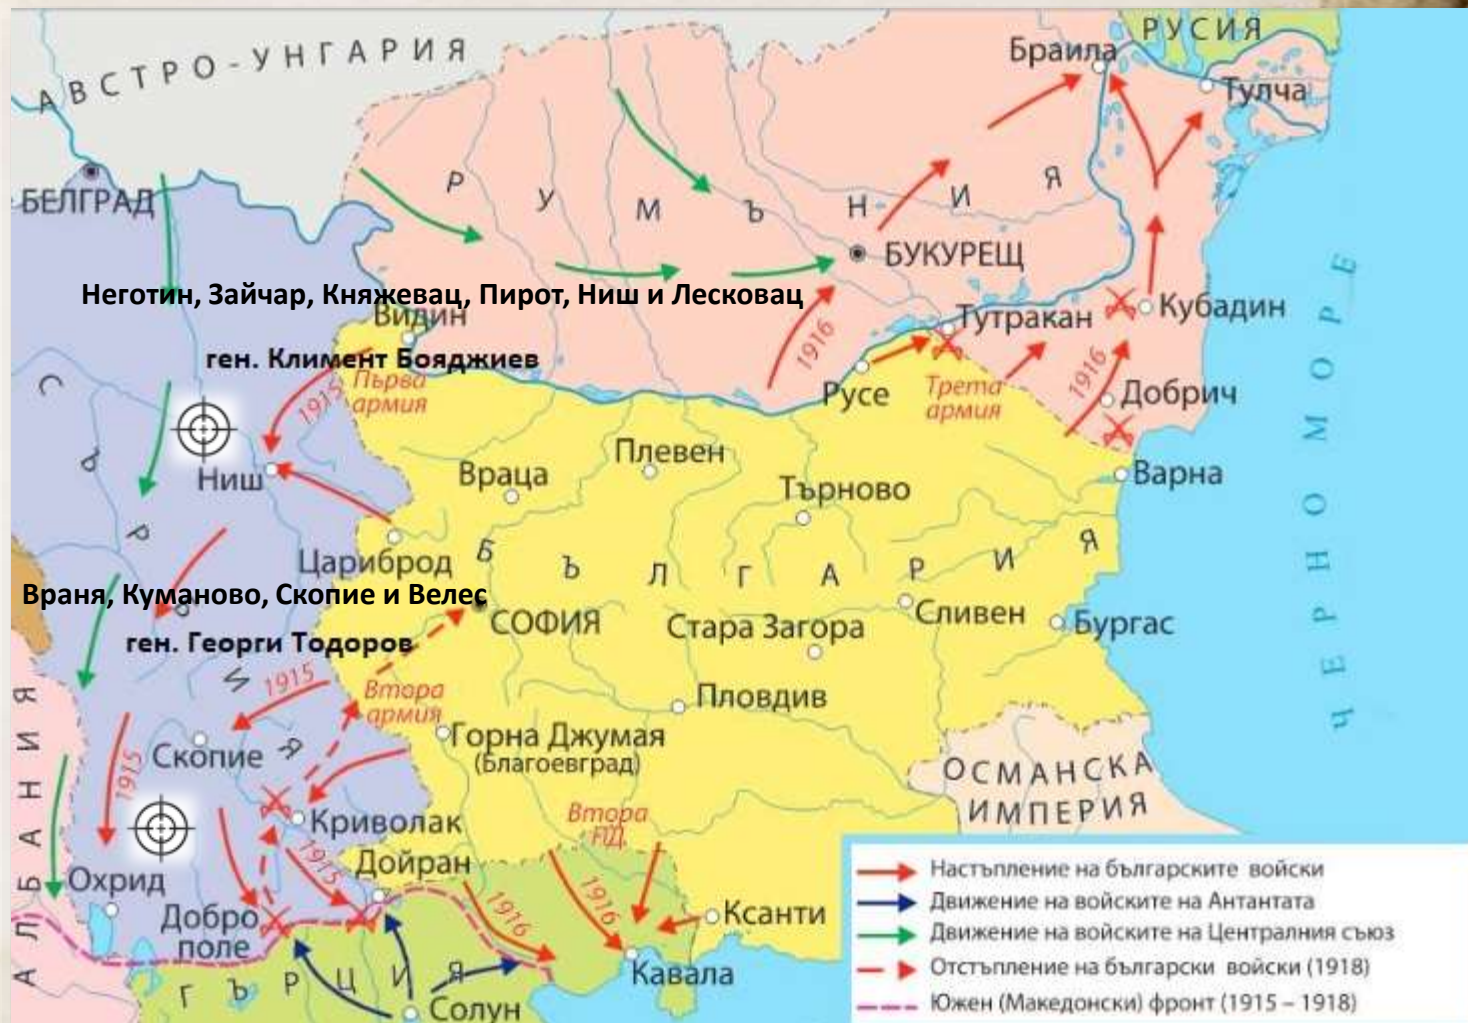 РУСИЯ
АВСТРО-УНГАРИЯ
Браила
Тулча
БЕЛГРАД
РУМЪНИЯ
БУКУРЕЩ
Неготин, Зайчар, Княжевац, Пирот, Ниш и Лесковац
Видин
Тутракан
Кубадин
ген. Климент Бояджиев
1916
Първа
армия
1915
Русе
Трета
армия
1916
Добрич
ЧЕРНО МОРЕ
СЪРБИЯ
Ниш
Враца
Плевен
Търново
Варна
Цариброд
БЪЛГАРИЯ
Враня, Куманово, Скопие и Велес
СОФИЯ
Стара Загора
Сливен
Бургас
ген. Георги Тодоров
1915
Втора
армия
Пловдив
Скопие
Горна Джумая
(Благоевград)
1915
ОСМАНСКА
ИМПЕРИЯ
АЛБАНИЯ
Криволак
Втора
П.Д.
1915
Дойран
Охрид
Добро
поле
1916
1916
Ксанти
Кавала
ГЪРЦИЯ
Солун
Настъпление на българските войски
Движение на войските на Антантата
Движение на войските на Централния съюз
Отстъпление на български войски (1918)
Южен (Македонски) фронт (1915 – 1918)